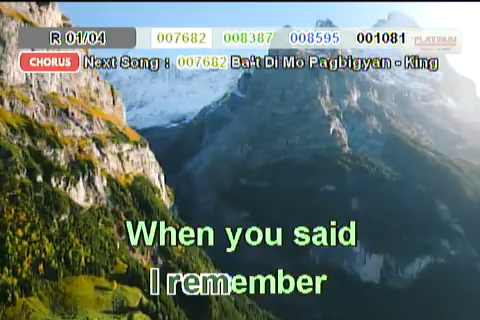 R 01/04 007682 008387 008595 001081 PLATINUM
CHORUS Next Song : 007682 Ba't Di Mo Pagbigyan - King
When you said
I remember